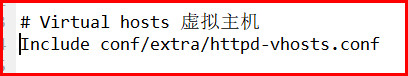 # Virtual hosts 虚拟主机
Include conf/extra/httpd-vhosts.conf